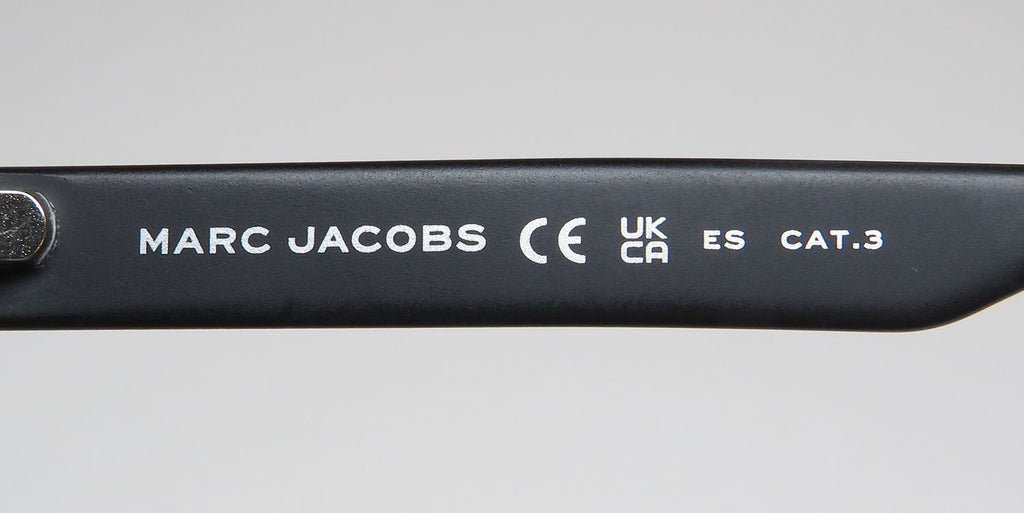 MARC JACOBS CE UK CA ES CAT.3